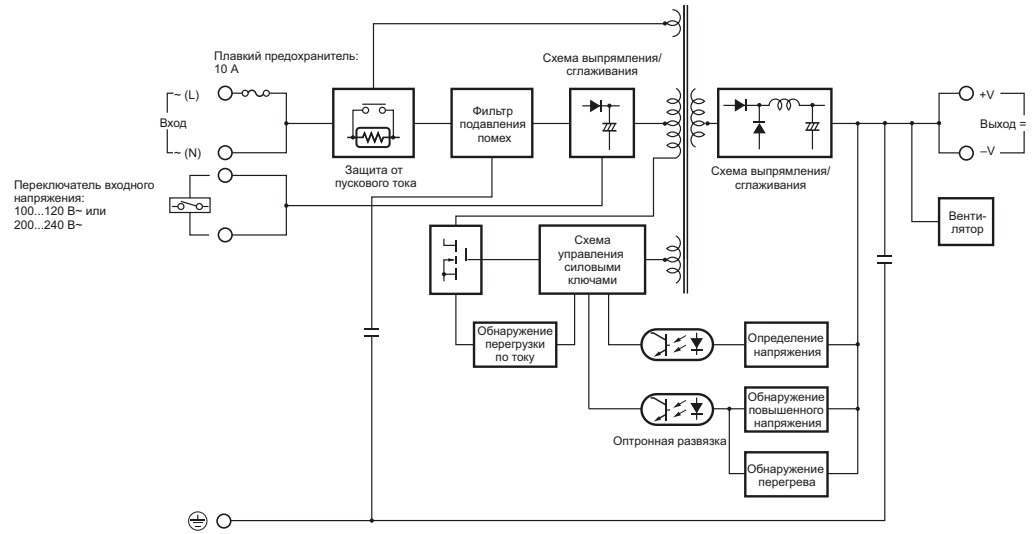 Плавкий предохранитель:
10 А
Схема выпрямления/
сглаживания
~ (L)
Вход
~ (N)
Фильтр
подавления
помех
+V
Выход =
–V
Защита от
пускового тока
Схема выпрямления/
сглаживания
Переключатель входного
напряжения:
100...120 В~ или
200...240 В~
Венти-
лятор
Схема
управления
силовыми
ключами
Обнаружение
перегрузки
по току
Определение
напряжения
Обнаружение
повышенного
напряжения
Оптронная развязка
Обнаружение
перегрева